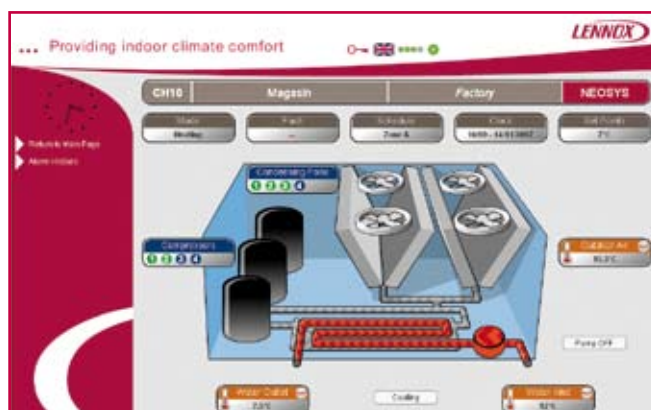 ... Providing indoor climate comfort
LENNOX
CH10 Magasin Factory NEOSYS
Mode Fault Schedule Clock Set Points
Zone A
Return to Main Page
Condensing Fans
1 2 3 4
Compressors
1 2 3 4
Outdoor Air
Pump OFF
Water Outlet Cooling Water Inlet